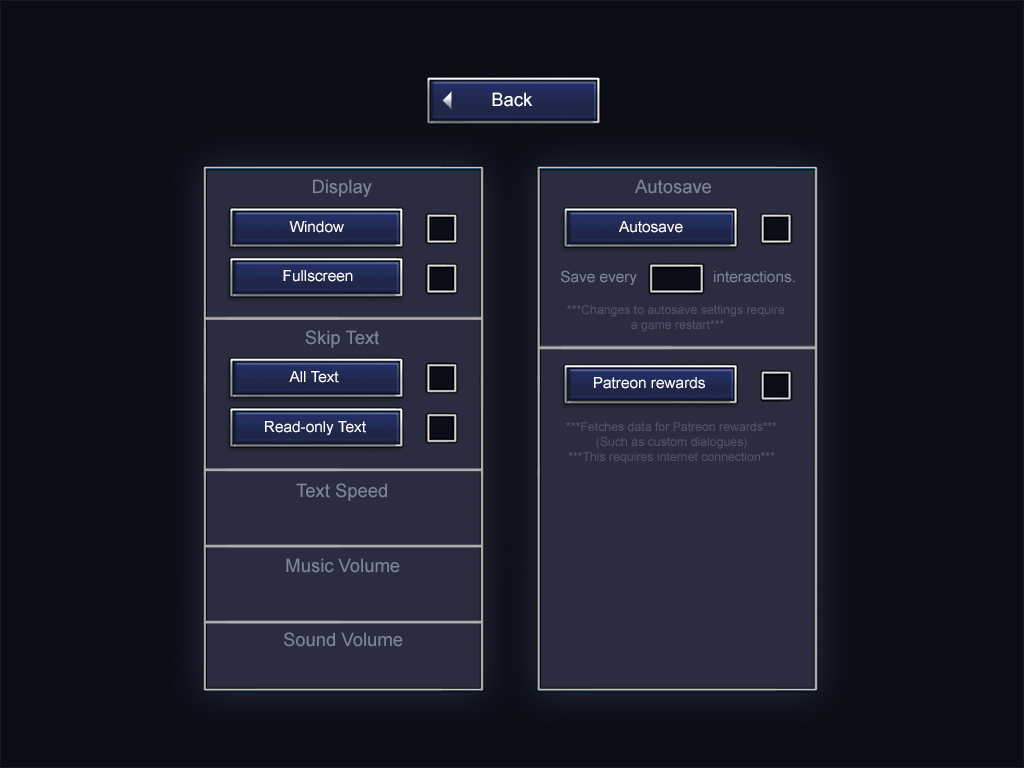 Back
Display
Window
Fullscreen
Skip Text
All Text
Read-only Text
Text Speed
Music Volume
Sound Volume
Autosave
Autosave
Save every interactions.
***Changes to autosave settings require
a game restart***
Patreon rewards
***Fetches data for Patreon rewards***
(Such as custom dialogues)
***This requires internet connection***